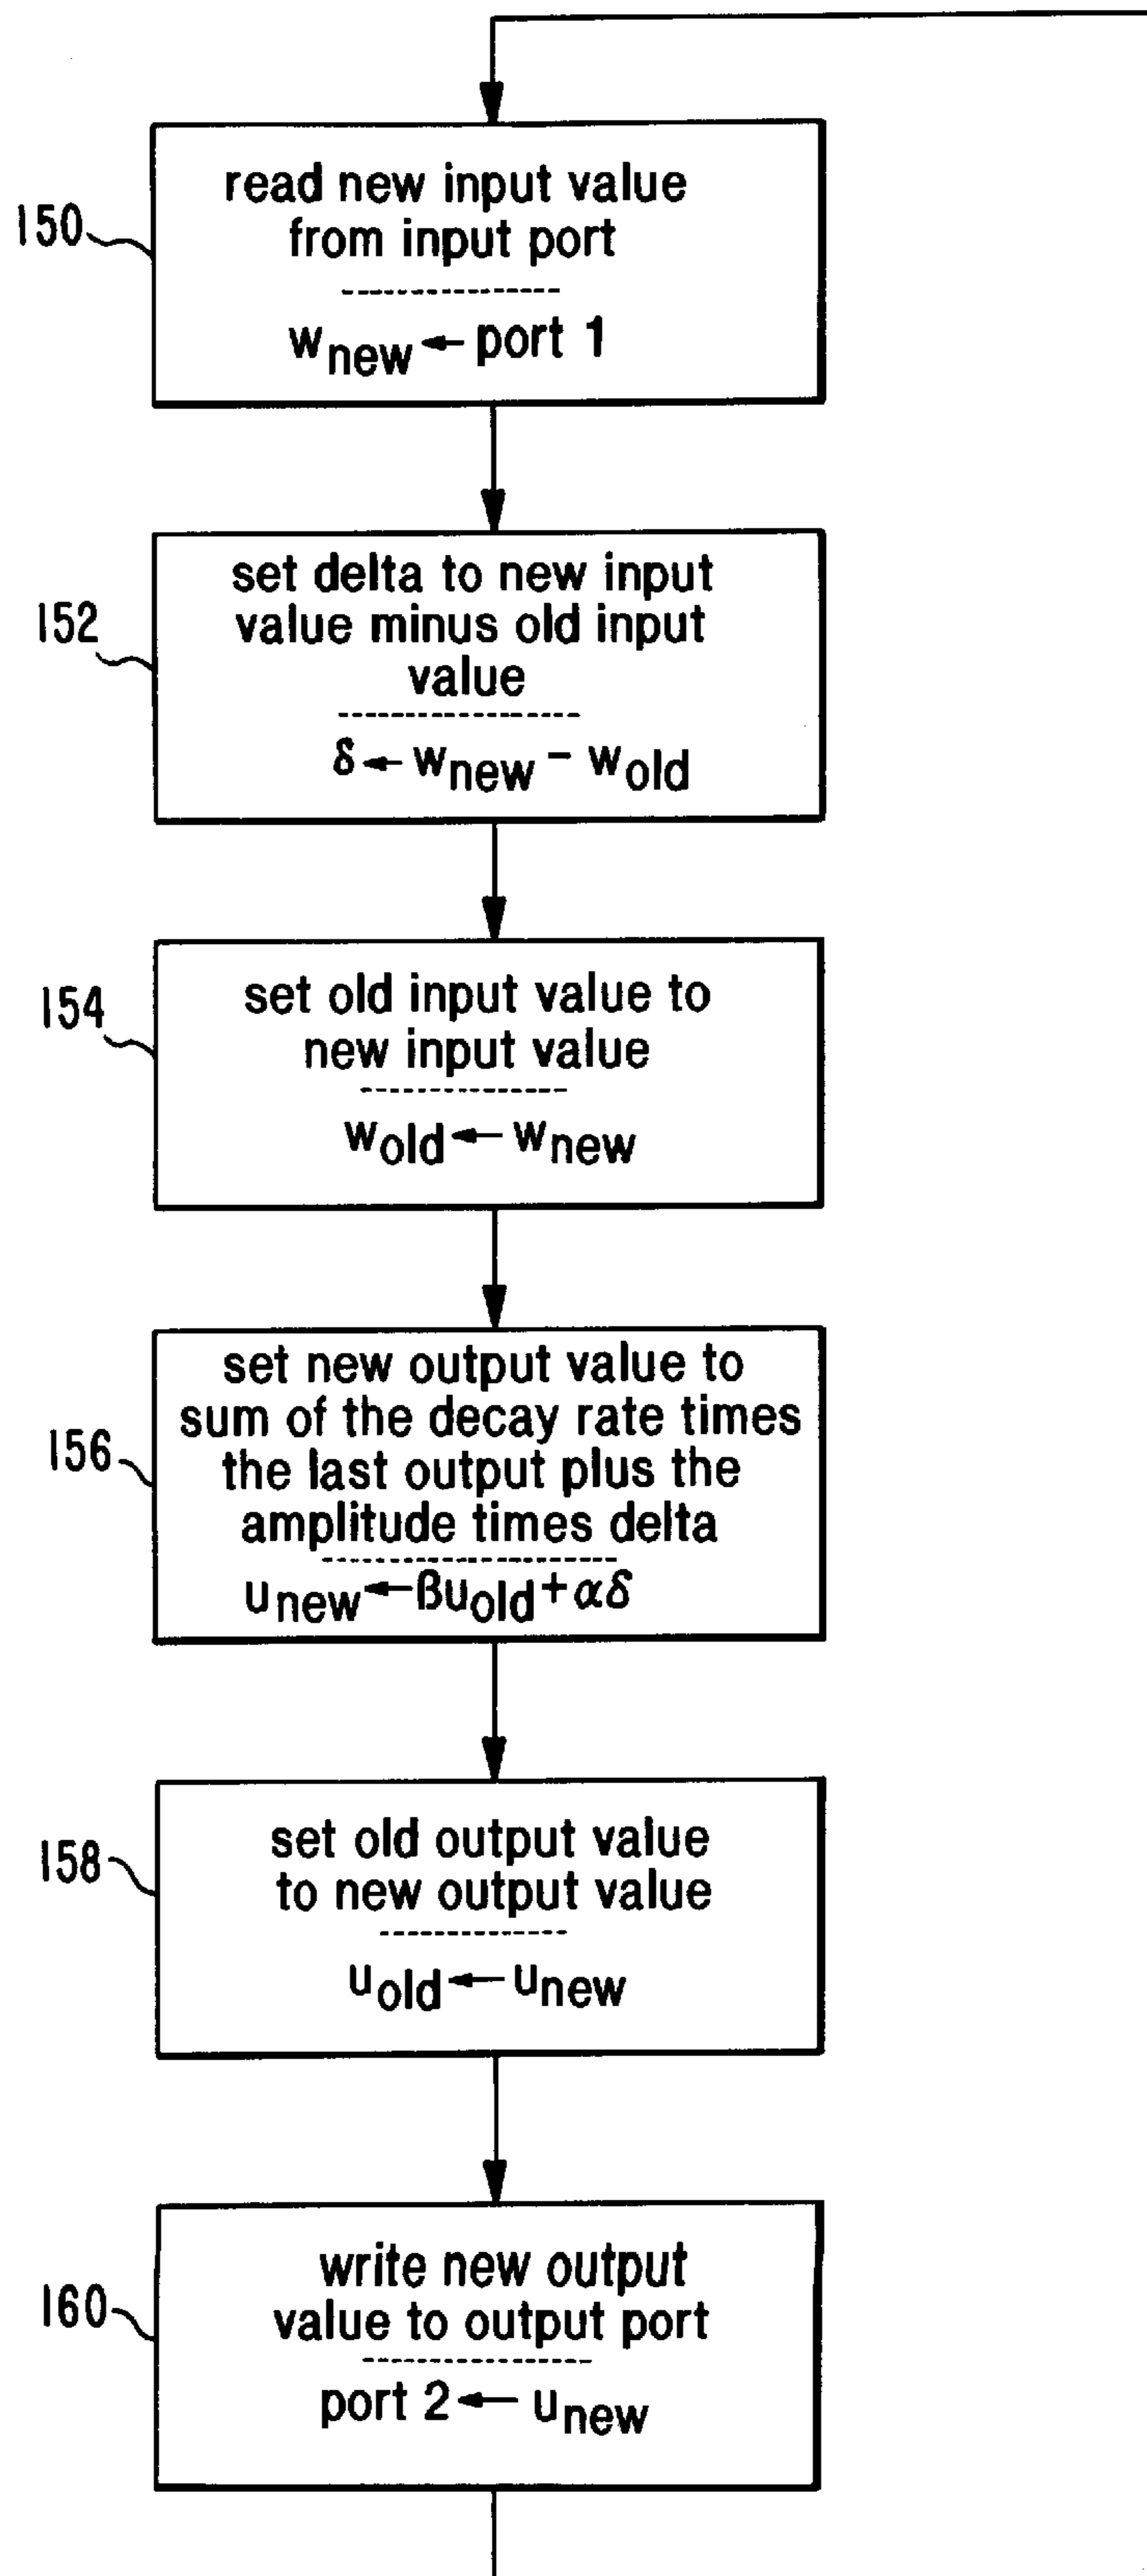 150
read new input value
from input port
w_new ← port 1
152
set delta to new input
value minus old input
value
δ ← w_new - w_old
154
set old input value to
new input value
w_old ← w_new
156
set new output value to
sum of the decay rate times
the last output plus the
amplitude times delta
u_new ← βu_old + αδ
158
set old output value
to new output value
u_old ← u_new
160
write new output
value to output port
port 2 ← u_new